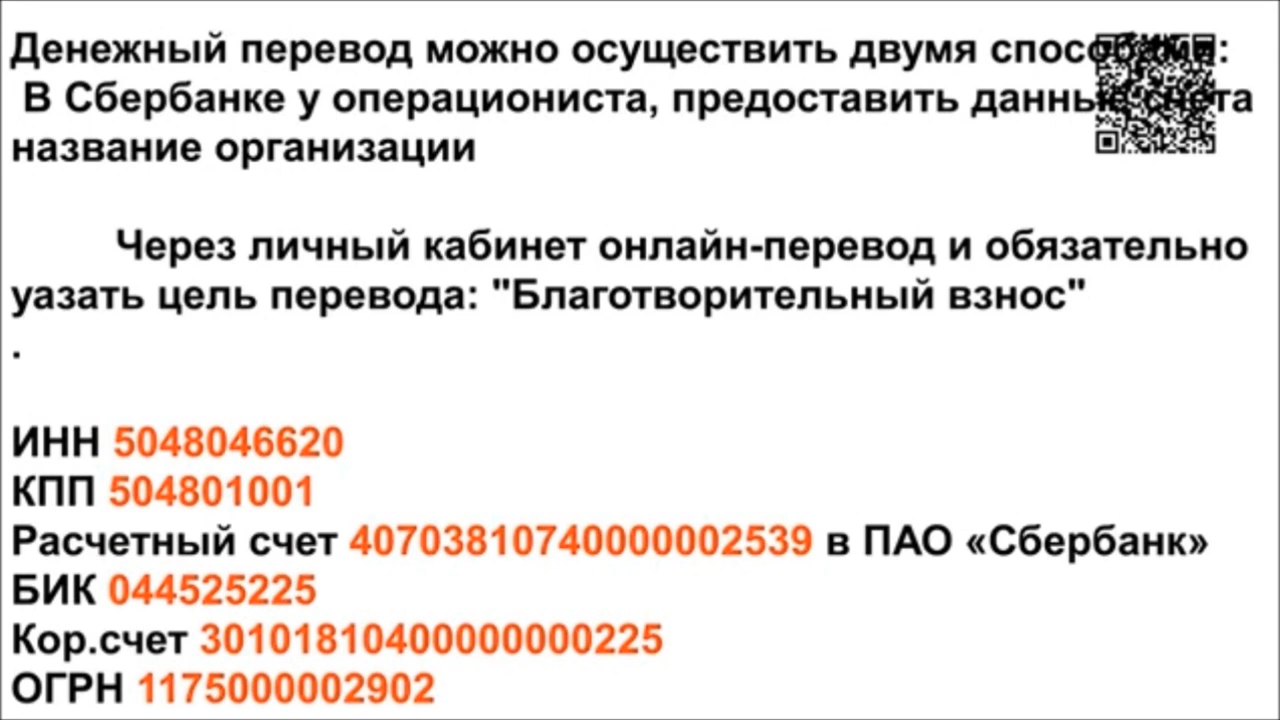 Денежный перевод можно осуществить двумя способами:
В Сбербанке у операциониста, предоставить данные счета
название организации
Через личный кабинет онлайн-перевод и обязательно
уазать цель перевода: "Благотворительный взнос"
.
ИНН 5048046620
КПП 504801001
Расчетный счет 40703810740000002539 в ПАО «Сбербанк»
БИК 044525225
Кор.счет 30101810400000000225
ОГРН 1175000002902